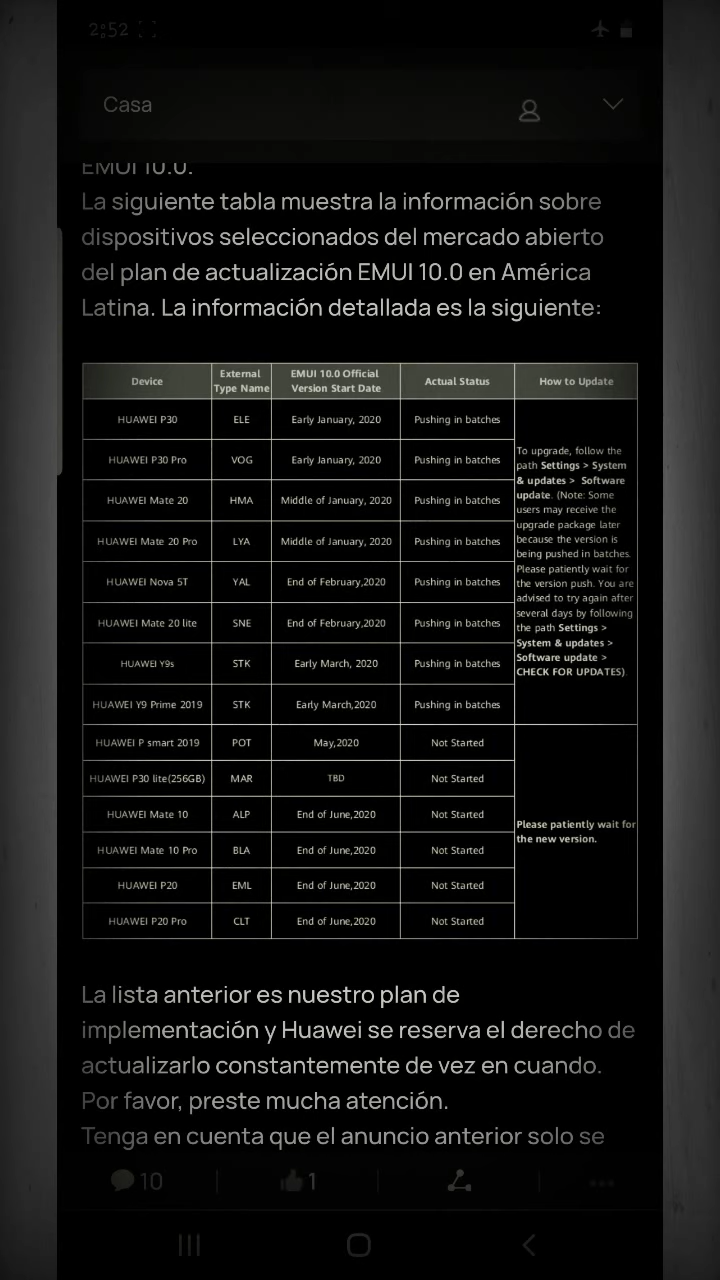 2:52
Casa
EMUI 10.0.
La siguiente tabla muestra la información sobre
dispositivos seleccionados del mercado abierto
del plan de actualización EMUI 10.0 en América
Latina. La información detallada es la siguiente:
Device External Type Name EMUI 10.0 Official Version Start Date Actual Status How to Update
HUAWEI P30 ELE Early January, 2020 Pushing in batches
HUAWEI P30 Pro VOG Early January, 2020 Pushing in batches
HUAWEI Mate 20 HMA Middle of January, 2020 Pushing in batches
HUAWEI Mate 20 Pro LYA Middle of January, 2020 Pushing in batches
HUAWEI Nova 5T YAL End of February,2020 Pushing in batches
HUAWEI Mate 20 lite SNE End of February,2020 Pushing in batches
HUAWEI Y9s STK Early March, 2020 Pushing in batches
HUAWEI Y9 Prime 2019 STK Early March,2020 Pushing in batches
To upgrade, follow the
path Settings > System
& updates > Software
update. (Note: Some
users may receive the
upgrade package later
because the version is
being pushed in batches.
Please patiently wait for
the version push. You are
advised to try again after
several days by following
the path Settings >
System & updates >
Software update >
CHECK FOR UPDATES)
HUAWEI P smart 2019 POT May,2020 Not Started
HUAWEI P30 lite(256GB) MAR TBD Not Started
HUAWEI Mate 10 ALP End of June,2020 Not Started
HUAWEI Mate 10 Pro BLA End of June,2020 Not Started
HUAWEI P20 EML End of June,2020 Not Started
HUAWEI P20 Pro CLT End of June,2020 Not Started
Please patiently wait for
the new version.
La lista anterior es nuestro plan de
implementación y Huawei se reserva el derecho de
actualizarlo constantemente de vez en cuando.
Por favor, preste mucha atención.
Tenga en cuenta que el anuncio anterior solo se
10
1